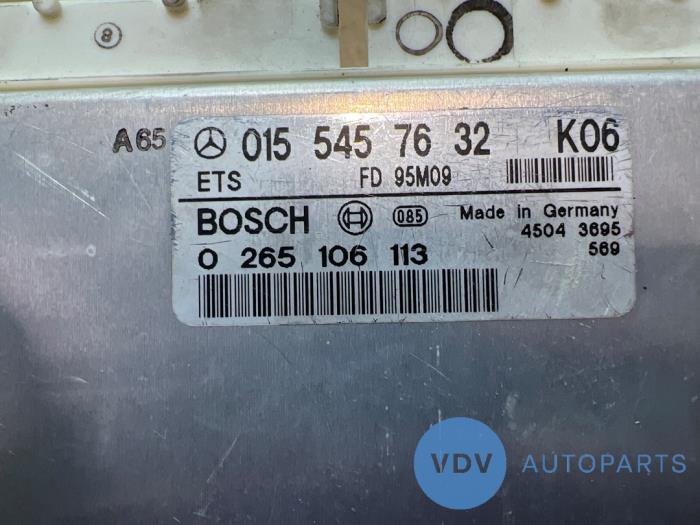 8
A65 015 545 76 32 K06
ETS FD 95M09
BOSCH 085 Made in Germany
4504 3695
0 265 106 113 569
VDV AUTOPARTS